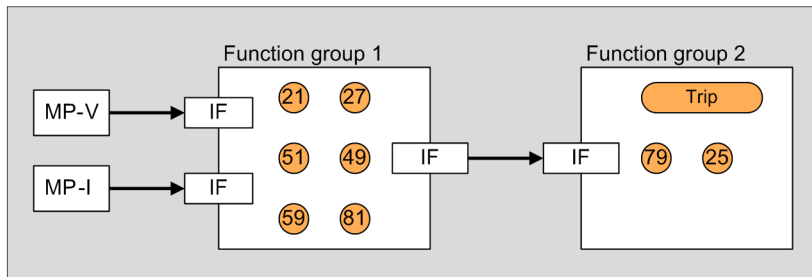 Function group 1
Function group 2
21 27
Trip
MP-V
IF
51 49
IF
IF
79 25
MP-I
IF
59 81